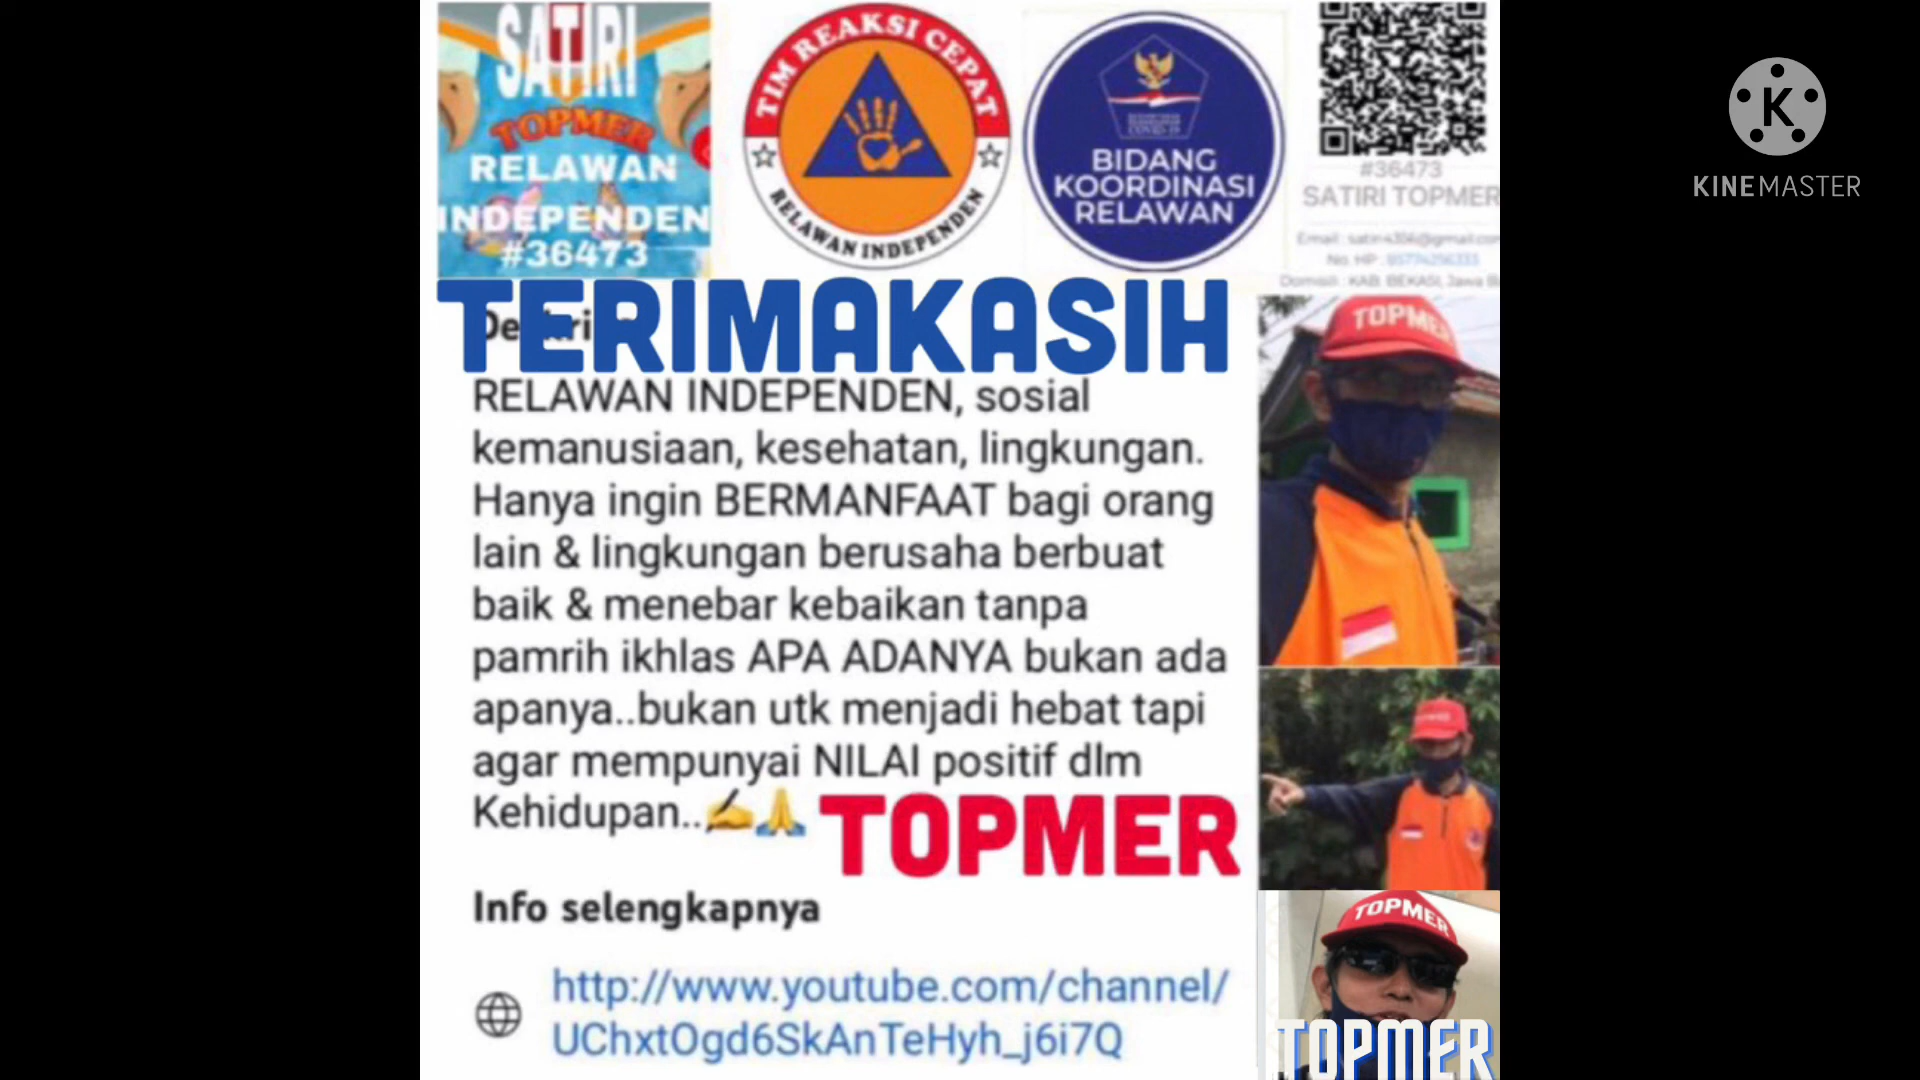 SATIRI
TOPMER
RELAWAN
INDEPENDEN
#36473
TIM REAKSI CEPAT
RELAWAN INDEPENDEN
COVID-19
BIDANG
KOORDINASI
RELAWAN
#36473
SATIRI TOPMER
KINEMASTER
TERIMAKASIH
RELAWAN INDEPENDEN, sosial
kemanusiaan, kesehatan, lingkungan.
Hanya ingin BERMANFAAT bagi orang
lain & lingkungan berusaha berbuat
baik & menebar kebaikan tanpa
pamrih ikhlas APA ADANYA bukan ada
apanya..bukan utk menjadi hebat tapi
agar mempunyai NILAI positif dlm
Kehidupan..✍🙏
TOPMER
Info selengkapnya
http://www.youtube.com/channel/
UChxtOgd6SkAnTeHyh_j6i7Q
TOPMER
TOPMER
TOPMER